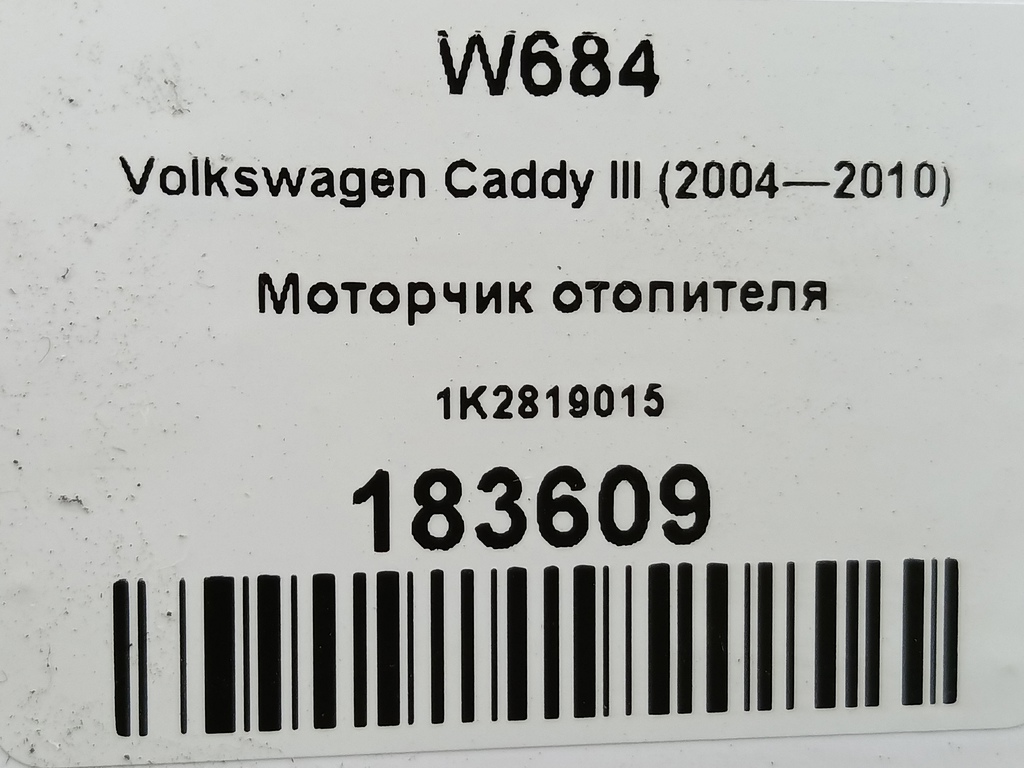 W684
Volkswagen Caddy III (2004—2010)
Моторчик отопителя
1K2819015
183609